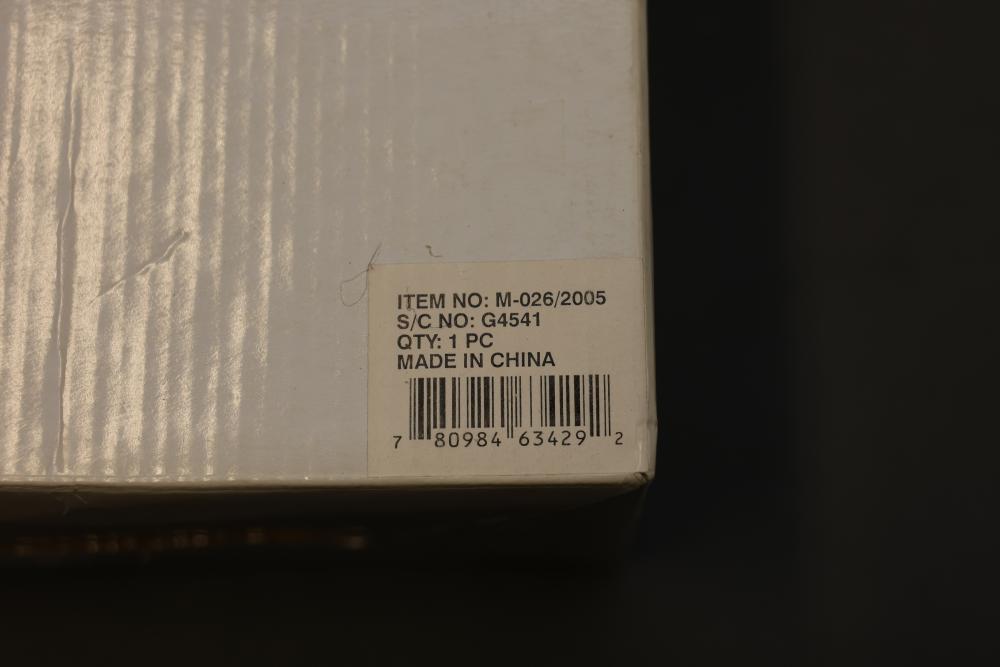 ITEM NO: M-026/2005
S/C NO: G4541
QTY: 1 PC
MADE IN CHINA
7 80984 63429 2